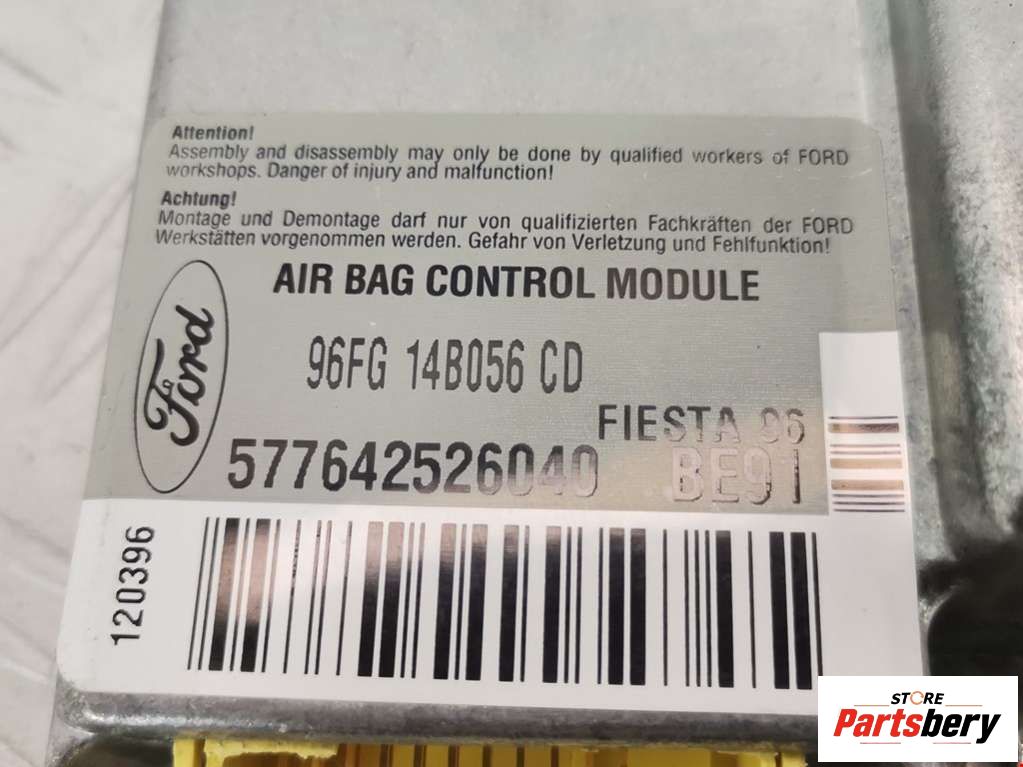 Attention!
Assembly and disassembly may only be done by qualified workers of FORD
workshops. Danger of injury and malfunction!
Achtung!
Montage und Demontage darf nur von qualifizierten Fachkräften der FORD
Werkstätten vorgenommen werden. Gefahr von Verletzung und Fehlfunktion!
AIR BAG CONTROL MODULE
Ford
96FG 14B056 CD
FIESTA 96
577642526040 BE91
120396
STORE
Partsbery